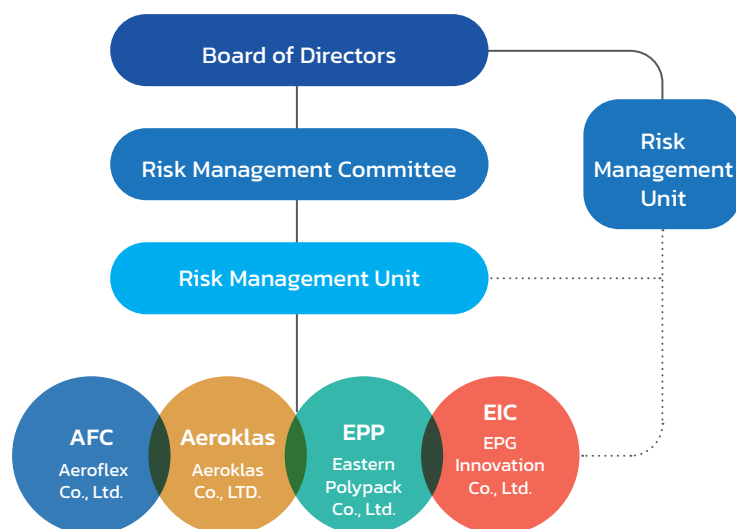 Board of Directors
Risk
Management
Unit
Risk Management Committee
Risk Management Unit
AFC
Aeroflex
Co., Ltd.
Aeroklas
Aeroklas
Co., LTD.
EPP
Eastern
Polypack
Co., Ltd.
EIC
EPG
Innovation
Co., Ltd.